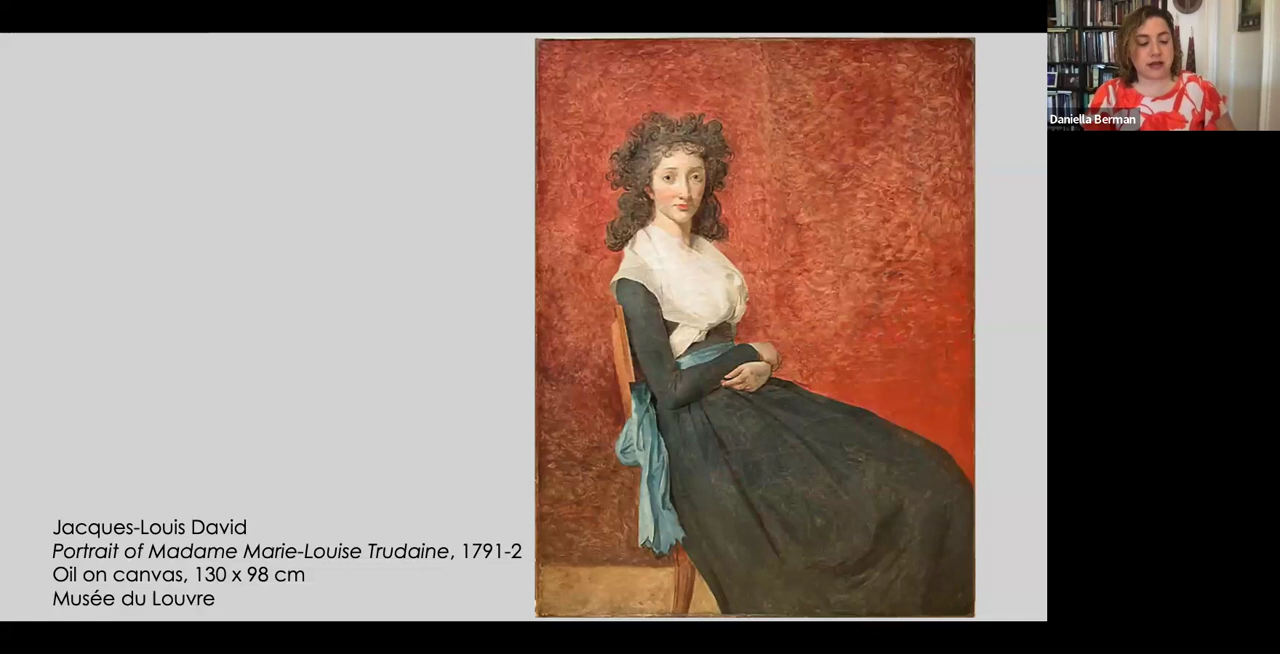 Daniella Berman
Jacques-Louis David
Portrait of Madame Marie-Louise Trudaine, 1791-2
Oil on canvas, 130 x 98 cm
Musée du Louvre